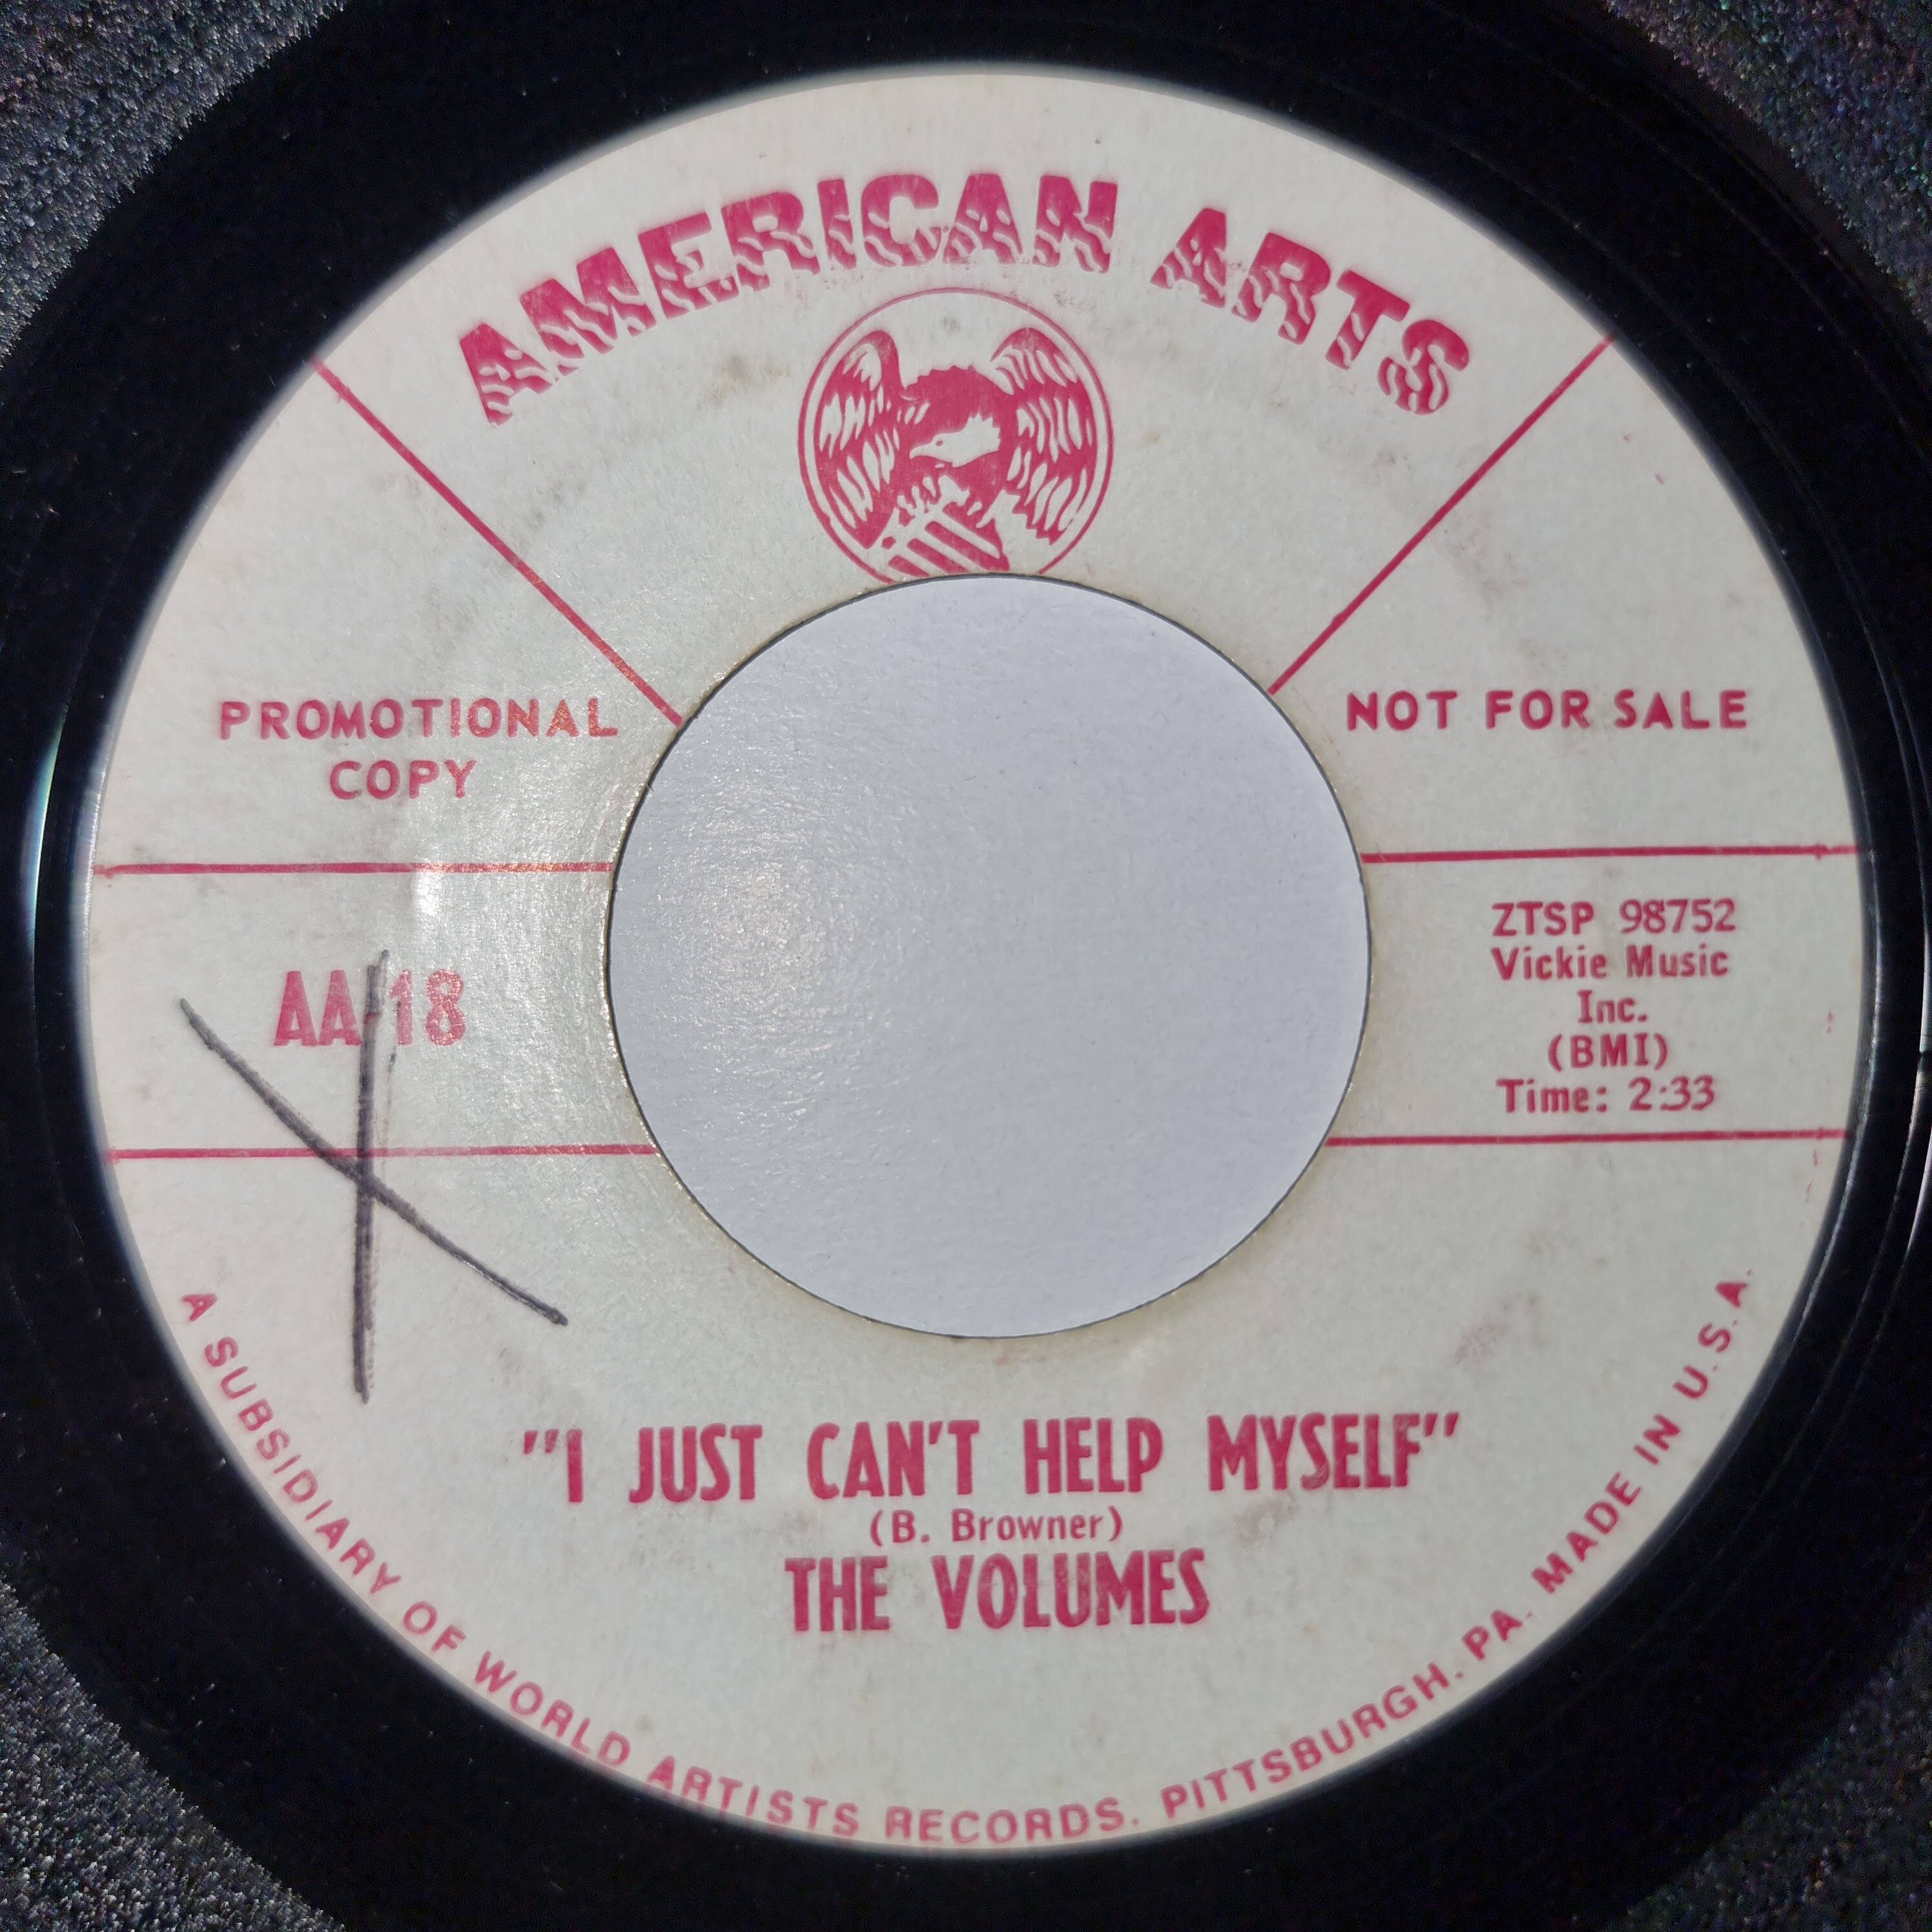 AMERICAN ARTS
PROMOTIONAL
COPY
NOT FOR SALE
AA-18
ZTSP 98752
Vickie Music
Inc.
(BMI)
Time: 2:33
"I JUST CAN'T HELP MYSELF"
(B. Browner)
THE VOLUMES
A SUBSIDIARY OF WORLD ARTISTS RECORDS. PITTSBURGH. PA. MADE IN U.S.A.